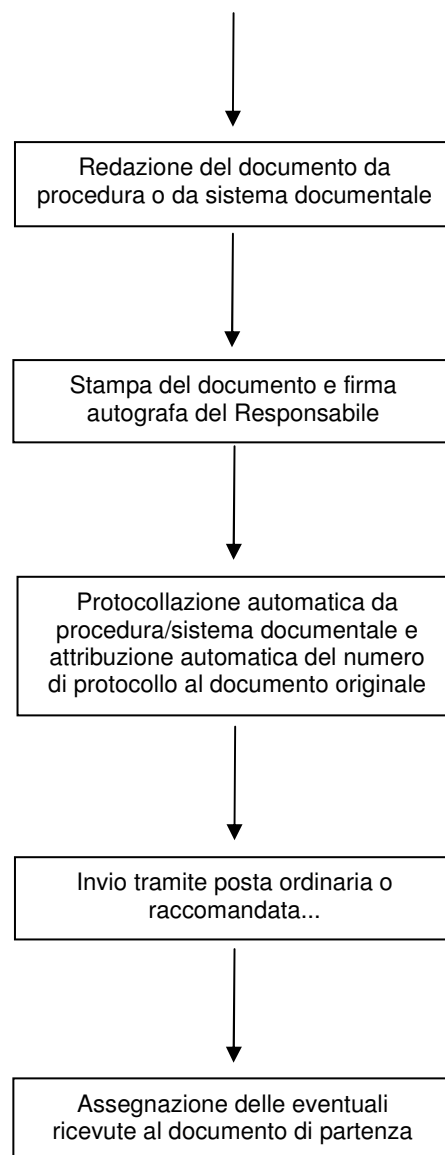 Redazione del documento da
procedura o da sistema documentale
Stampa del documento e firma
autografa del Responsabile
Protocollazione automatica da
procedura/sistema documentale e
attribuzione automatica del numero
di protocollo al documento originale
Invio tramite posta ordinaria o
raccomandata...
Assegnazione delle eventuali
ricevute al documento di partenza